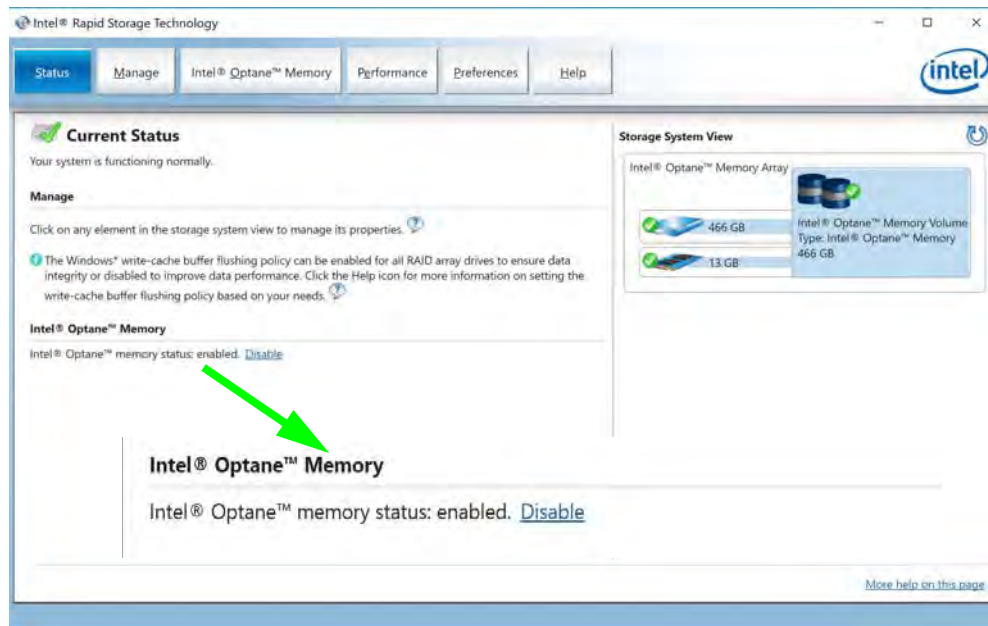 Intel® Rapid Storage Technology
Status
Manage
Intel® Optane™ Memory
Performance
Preferences
Help
intel
Current Status
Your system is functioning normally.
Manage
Click on any element in the storage system view to manage its properties.
The Windows* write-cache buffer flushing policy can be enabled for all RAID array drives to ensure data
integrity or disabled to improve data performance. Click the Help icon for more information on setting the
write-cache buffer flushing policy based on your needs.
Intel® Optane™ Memory
Intel® Optane™ memory status: enabled. Disable
Storage System View
Intel® Optane™ Memory Array
466 GB
13 GB
Intel® Optane™ Memory Volume
Type: Intel® Optane™ Memory
466 GB
Intel® Optane™ Memory
Intel® Optane™ memory status: enabled. Disable
More help on this page